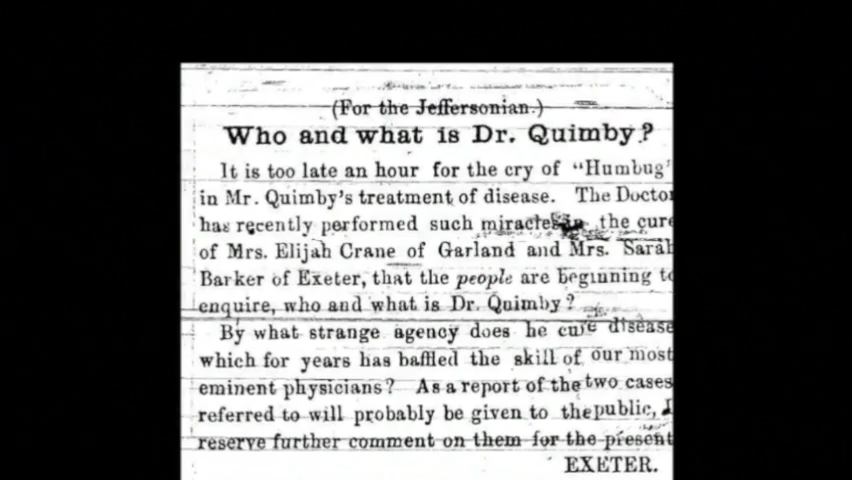 (For the Jeffersonian.)
Who and what is Dr. Quimby?
It is too late an hour for the cry of "Humbug'
in Mr. Quimby's treatment of disease. The Doctor
has recently performed such miracles in the cure
of Mrs. Elijah Crane of Garland and Mrs. Sarah
Barker of Exeter, that the people are beginning to
enquire, who and what is Dr. Quimby?
By what strange agency does he cure disease
which for years has baffled the skill of our most
eminent physicians? As a report of the two cases
referred to will probably be given to the public, I
reserve further comment on them for the present
EXETER.